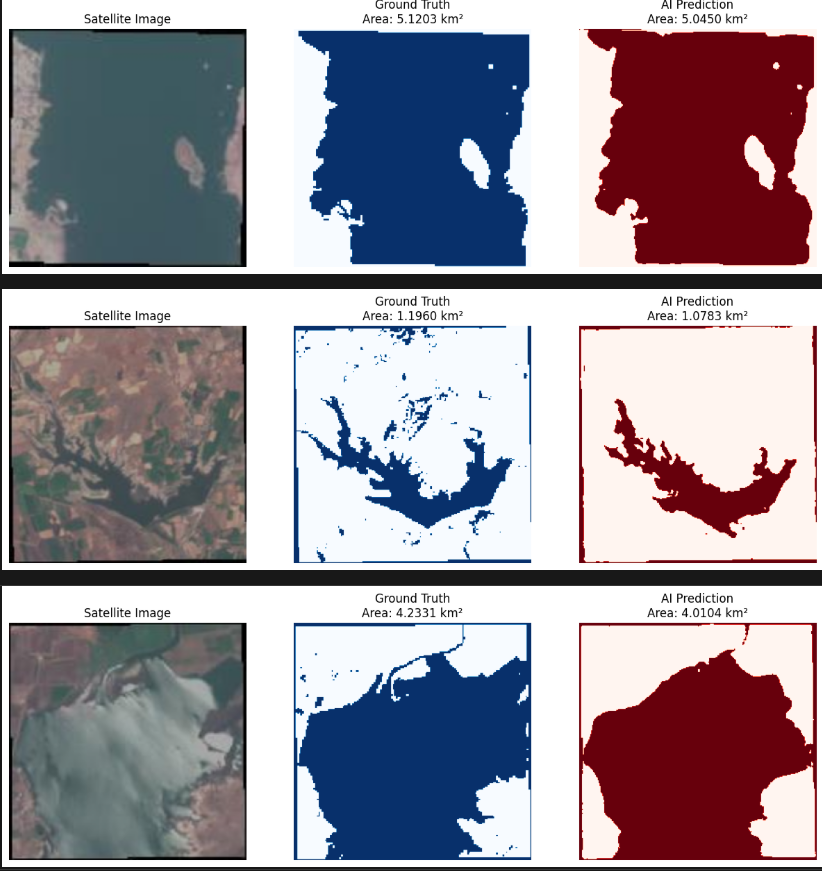 Satellite Image
Ground Truth
Area: 5.1203 km²
AI Prediction
Area: 5.0450 km²
Satellite Image
Ground Truth
Area: 1.1960 km²
AI Prediction
Area: 1.0783 km²
Satellite Image
Ground Truth
Area: 4.2331 km²
AI Prediction
Area: 4.0104 km²